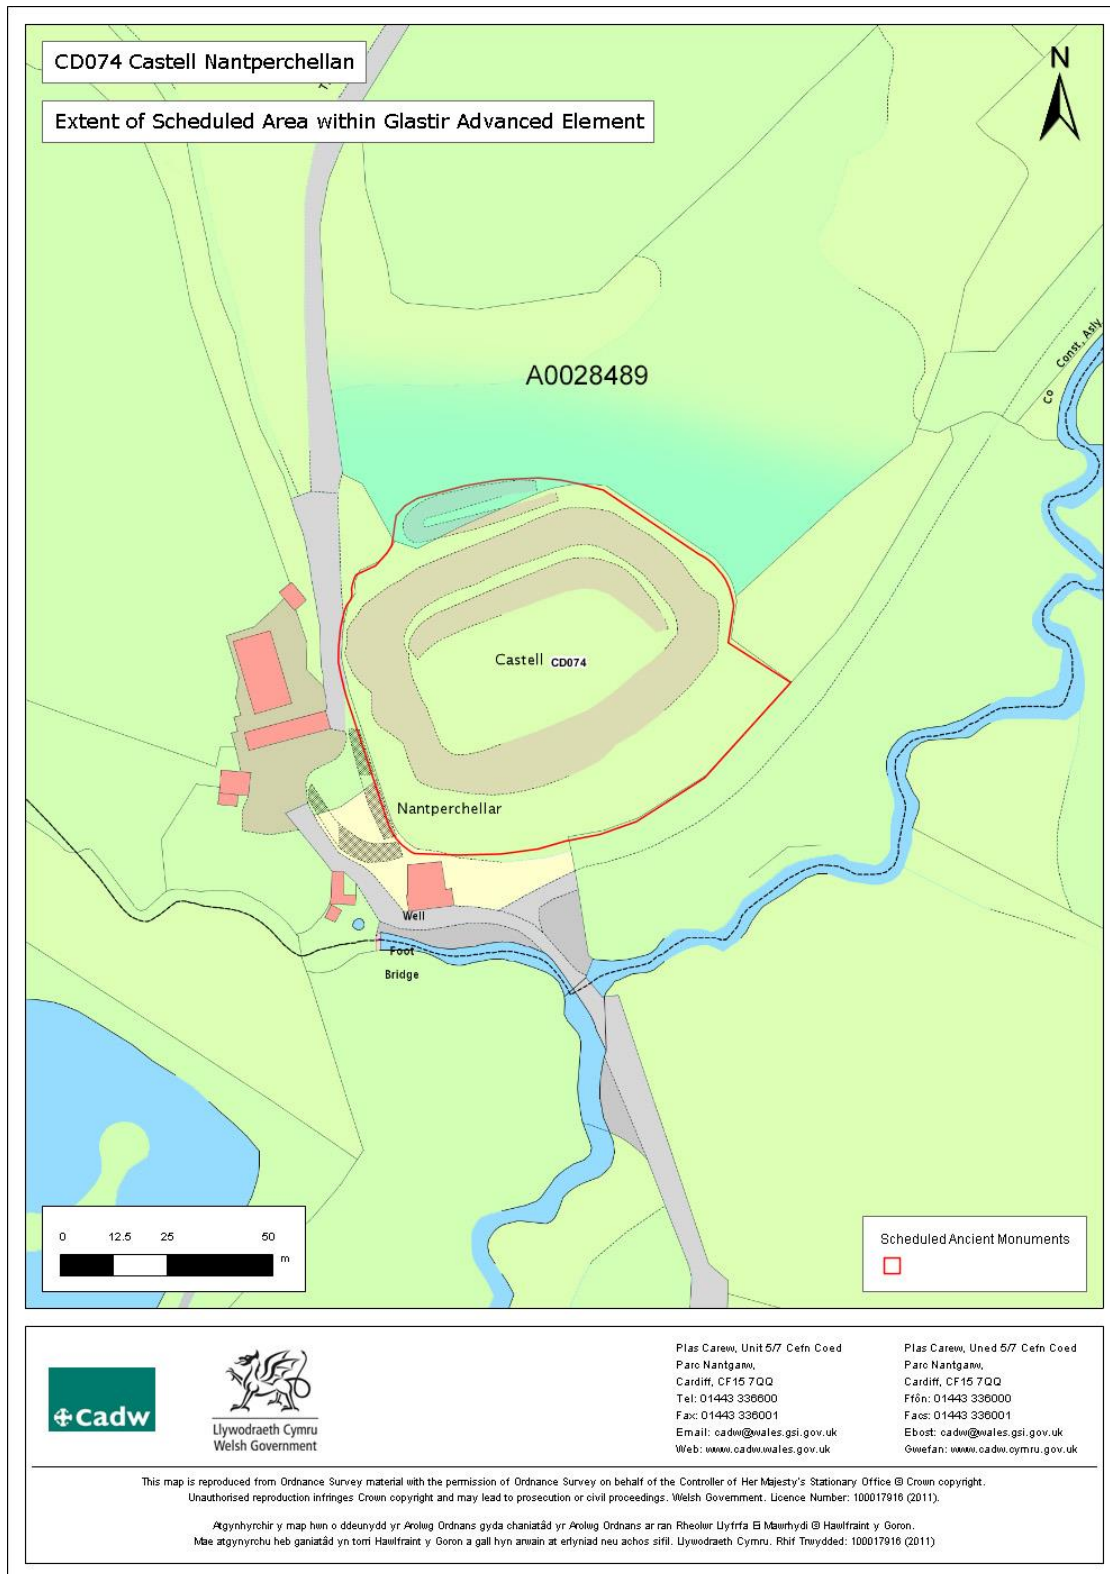 CD074 Castell Nantperchellan
Extent of Scheduled Area within Glastir Advanced Element
N
T
A0028489
Co Const, Asly
Castell CD074
Nantperchellar
Well
Foot
Bridge
0 12.5 25 50
m
Scheduled Ancient Monuments
Cadw
Llywodraeth Cymru
Welsh Government
Plas Carew, Unit 5/7 Cefn Coed
Parc Nantgarw,
Cardiff, CF15 7QQ
Tel: 01443 336600
Fax: 01443 336001
Email: cadw@wales.gsi.gov.uk
Web: www.cadw.wales.gov.uk
Plas Carew, Uned 5/7 Cefn Coed
Parc Nantgarw,
Cardiff, CF15 7QQ
Ffôn: 01443 336000
Facs: 01443 336001
Ebost: cadw@wales.gsi.gov.uk
Gwefan: www.cadw.cymru.gov.uk
This map is reproduced from Ordnance Survey material with the permission of Ordnance Survey on behalf of the Controller of Her Majesty's Stationary Office @ Crown copyright.
Unauthorised reproduction infringes Crown copyright and may lead to prosecution or civil proceedings. Welsh Government. Licence Number: 100017916 (2011).
Atgynhyrchir y map hwn o ddeunydd yr Arolwg Ordnans gyda chaniatâd yr Arolwg Ordnans ar ran Rheolwr Llyfrfa Ei Mawrhydi @ Hawlfraint y Goron.
Mae atgynyrchu heb ganiatâd yn torri Hawlfraint y Goron a gall hyn arwain at erlyniad neu achos sifil. Llywodraeth Cymru. Rhif Trwydded: 100017916 (2011)